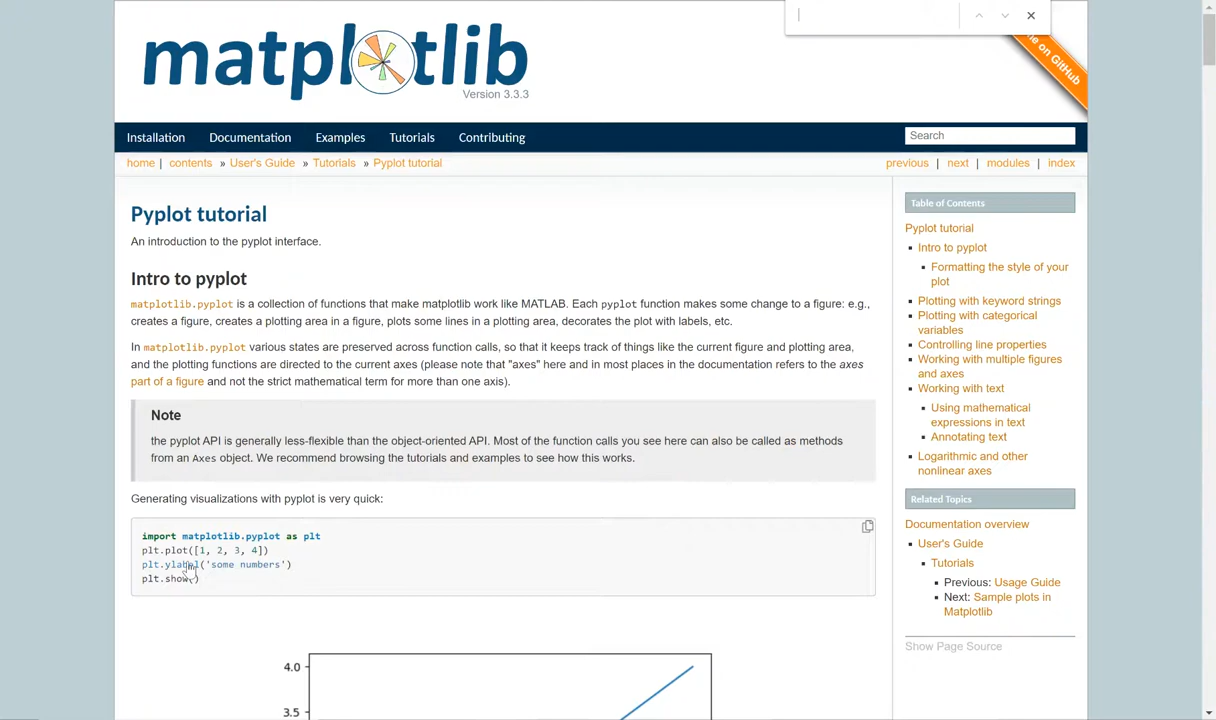 matplotlib
Version 3.3.3
me on GitHub
Installation Documentation Examples Tutorials Contributing
Search
home | contents » User's Guide » Tutorials » Pyplot tutorial
previous | next | modules | index
Pyplot tutorial
An introduction to the pyplot interface.
Intro to pyplot
matplotlib.pyplot is a collection of functions that make matplotlib work like MATLAB. Each pyplot function makes some change to a figure: e.g.,
creates a figure, creates a plotting area in a figure, plots some lines in a plotting area, decorates the plot with labels, etc.
In matplotlib.pyplot various states are preserved across function calls, so that it keeps track of things like the current figure and plotting area,
and the plotting functions are directed to the current axes (please note that "axes" here and in most places in the documentation refers to the axes
part of a figure and not the strict mathematical term for more than one axis).
Note
the pyplot API is generally less-flexible than the object-oriented API. Most of the function calls you see here can also be called as methods
from an Axes object. We recommend browsing the tutorials and examples to see how this works.
Generating visualizations with pyplot is very quick:
import matplotlib.pyplot as plt
plt.plot([1, 2, 3, 4])
plt.ylabel('some numbers')
plt.show()
4.0
3.5
Table of Contents
Pyplot tutorial
Intro to pyplot
Formatting the style of your
plot
Plotting with keyword strings
Plotting with categorical
variables
Controlling line properties
Working with multiple figures
and axes
Working with text
Using mathematical
expressions in text
Annotating text
Logarithmic and other
nonlinear axes
Related Topics
Documentation overview
User's Guide
Tutorials
Previous: Usage Guide
Next: Sample plots in
Matplotlib
Show Page Source